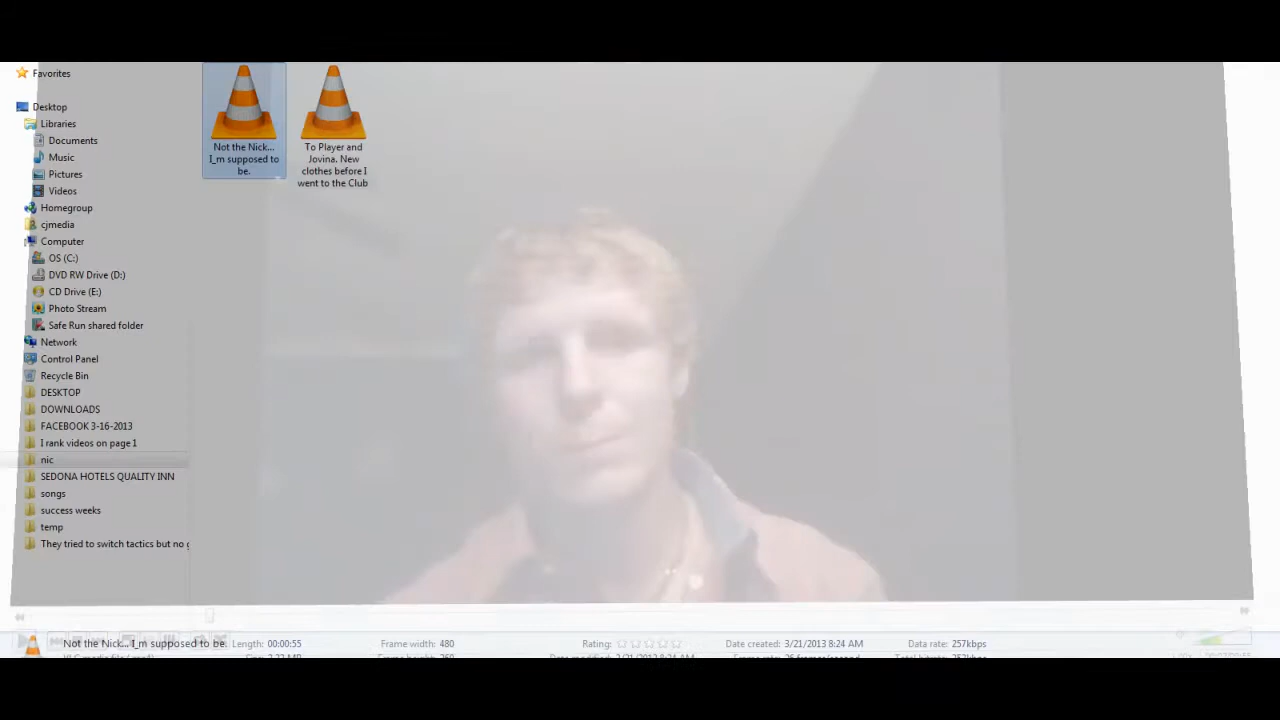 Favorites
Desktop
Libraries
Documents
Music
Pictures
Videos
Homegroup
cjmedia
Computer
OS (C:)
DVD RW Drive (D:)
CD Drive (E:)
Photo Stream
Safe Run shared folder
Network
Control Panel
Recycle Bin
DESKTOP
DOWNLOADS
FACEBOOK 3-16-2013
I rank videos on page 1
nic
SEDONA HOTELS QUALITY INN
songs
success weeks
temp
They tried to switch tactics but no
Not the Nick...
I_m supposed to
be.
To Player and
Jovina. New
clothes before I
went to the Club
Not the Nick... I_m supposed to be. Length: 00:00:55 Frame width: 480 Rating: Date created: 3/21/2013 8:24 AM Data rate: 257kbps